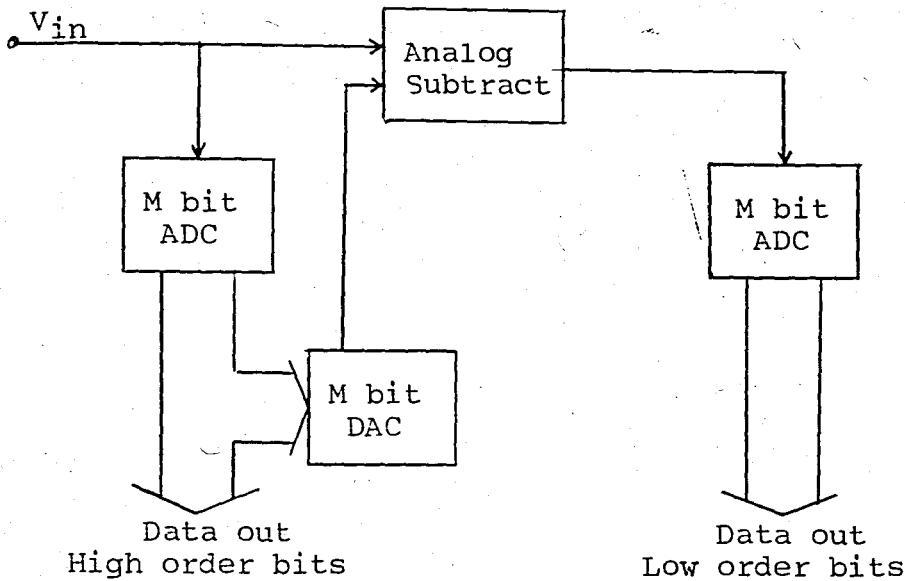 Vin
Analog
Subtract
M bit
ADC
M bit
ADC
M bit
DAC
Data out
High order bits
Data out
Low order bits